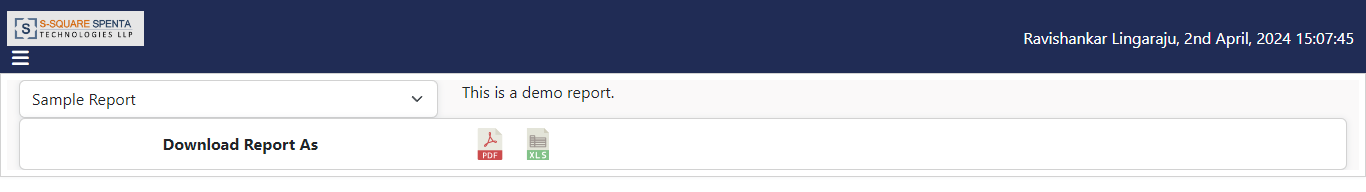 S
S-SQUARE SPENTA
TECHNOLOGIES LLP
Ravishankar Lingaraju, 2nd April, 2024 15:07:45
Sample Report
This is a demo report.
Download Report As
PDF
XLS